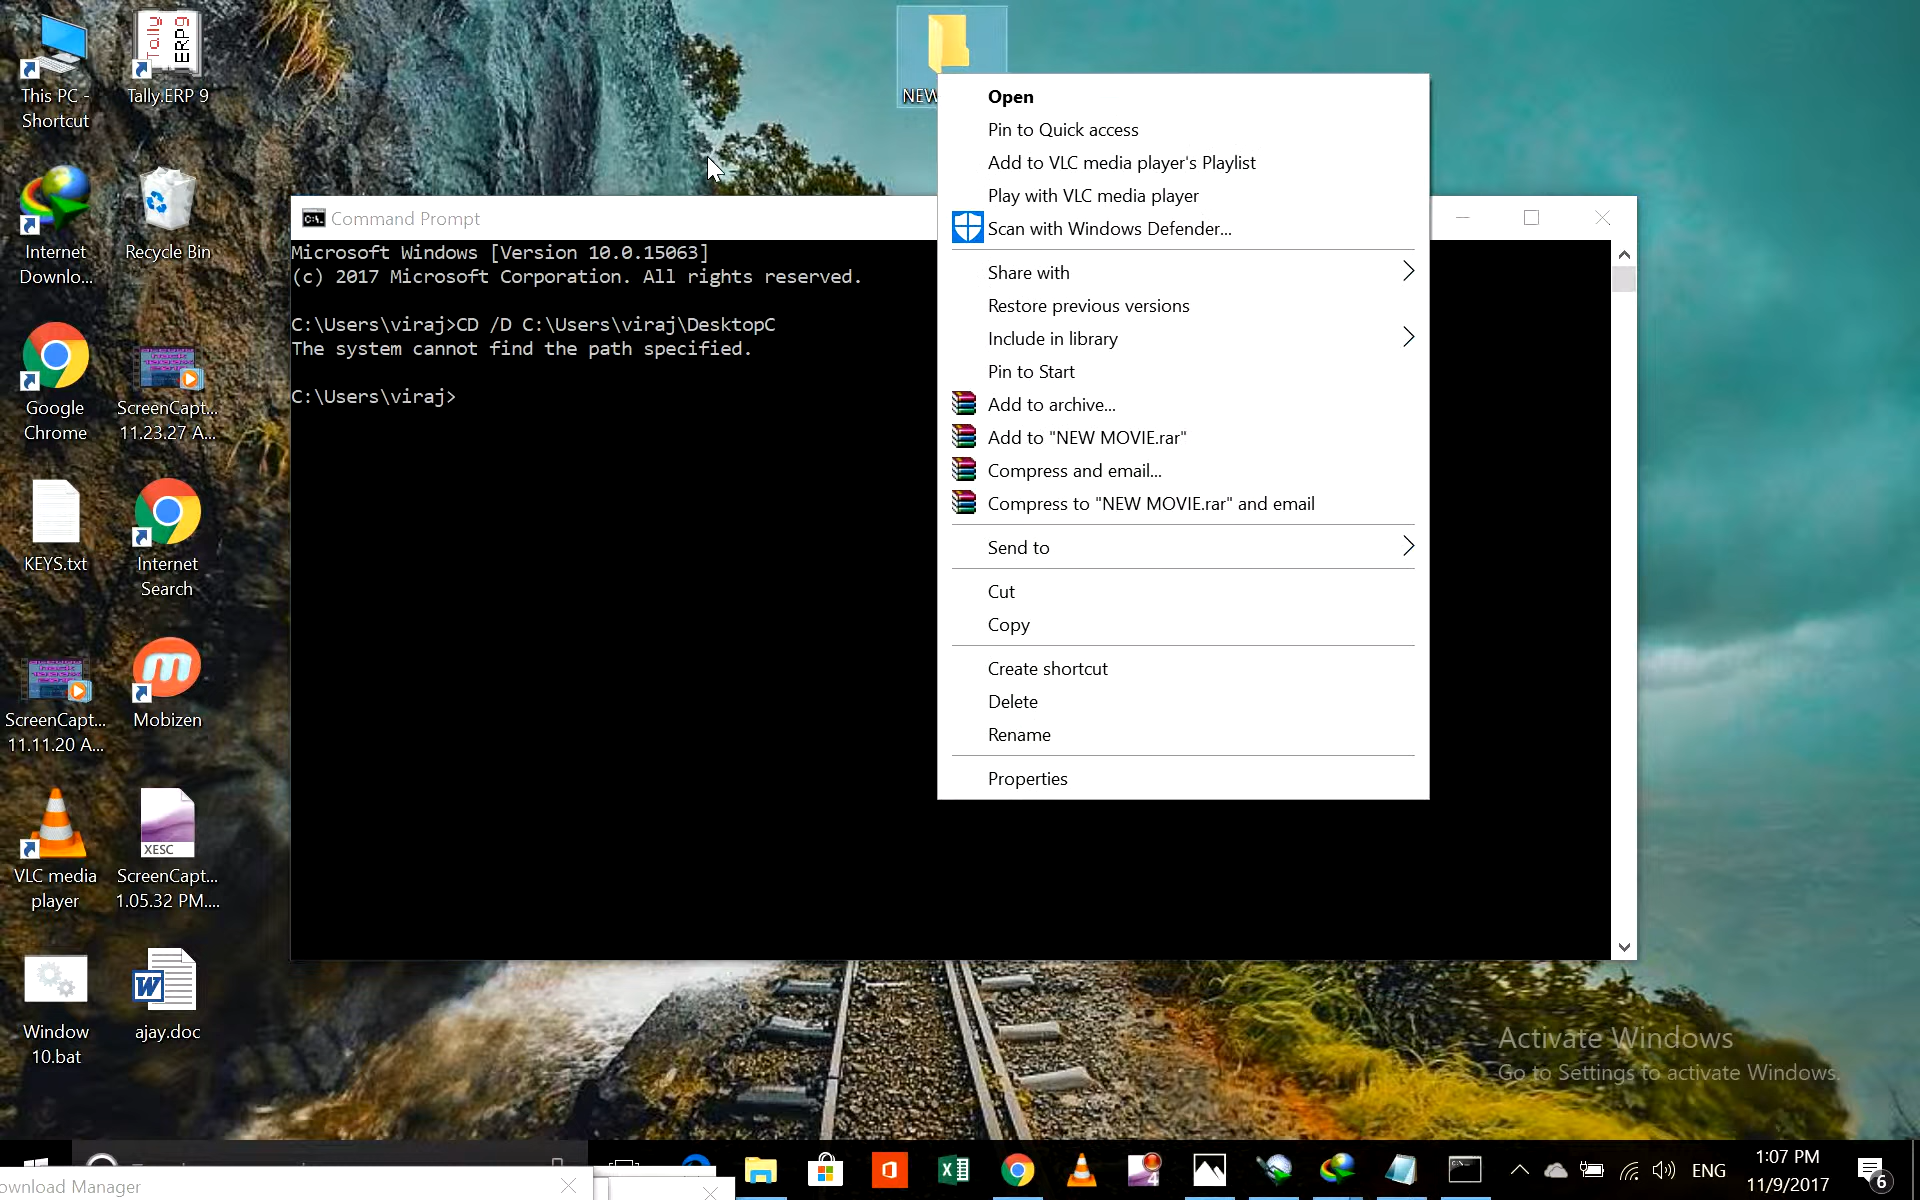 This PC -
Shortcut
Tally
ERP9
Tally.ERP 9
Internet
Downlo...
Recycle Bin
Google
Chrome
ScreenCapt...
11.23.27 A...
KEYS.txt
Internet
Search
ScreenCapt...
11.11.20 A...
Mobizen
VLC media
player
XESC
ScreenCapt...
1.05.32 PM....
Window
10.bat
ajay.doc
NEW
Command Prompt
Microsoft Windows [Version 10.0.15063]
(c) 2017 Microsoft Corporation. All rights reserved.
C:\Users\viraj>CD /D C:\Users\viraj\DesktopC
The system cannot find the path specified.
C:\Users\viraj>
Open
Pin to Quick access
Add to VLC media player's Playlist
Play with VLC media player
Scan with Windows Defender...
Share with
Restore previous versions
Include in library
Pin to Start
Add to archive...
Add to "NEW MOVIE.rar"
Compress and email...
Compress to "NEW MOVIE.rar" and email
Send to
Cut
Copy
Create shortcut
Delete
Rename
Properties
Activate Windows
Go to Settings to activate Windows.
ownload Manager
ENG
1:07 PM
11/9/2017
6